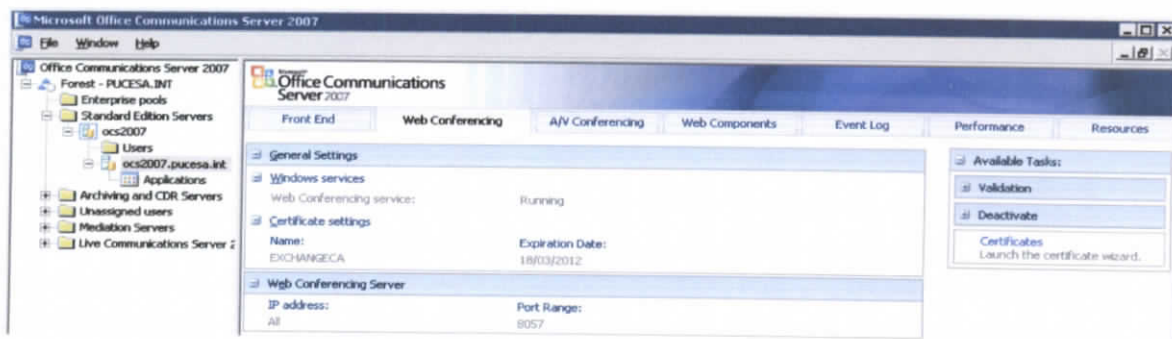 Microsoft Office Communications Server 2007
File Window Help
Office Communications Server 2007
Forest - PUCESA.INT
Enterprise pools
Standard Edition Servers
ocs2007
Users
ocs2007.pucesa.int
Applications
Archiving and CDR Servers
Unassigned users
Mediation Servers
Live Communications Server 2
Microsoft
Office Communications
Server 2007
Front End Web Conferencing A/V Conferencing Web Components Event Log Performance Resources
General Settings
Windows services
Web Conferencing service: Running
Certificate settings
Name: Expiration Date:
EXCHANGECA 18/03/2012
Web Conferencing Server
IP address: Port Range:
All 8057
Available Tasks:
Validation
Deactivate
Certificates
Launch the certificate wizard.